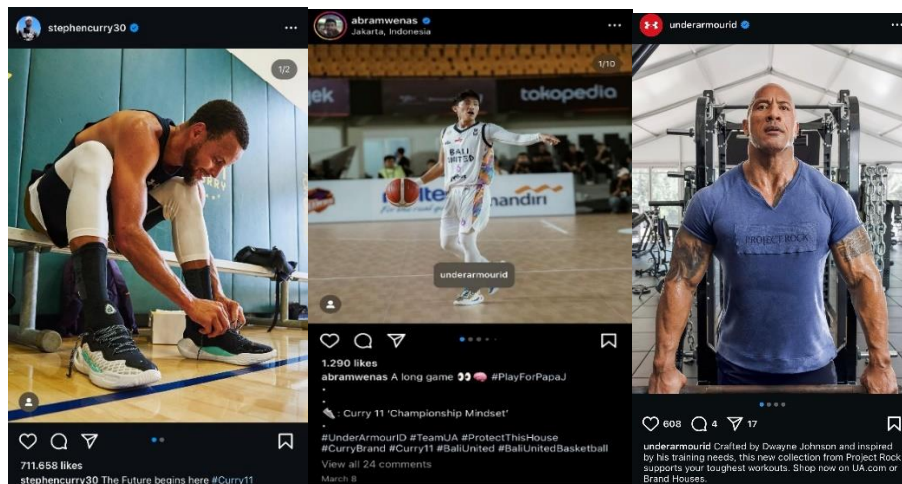 stephencurry30
1/2
CURRY
711.658 likes
stephencurry30 The Future begins here #Curry11
abramwenas
Jakarta, Indonesia
1/10
jek
tokopedia
BALI
UNITED
mandiri
underarmourid
1.290 likes
abramwenas A long game 👀🧠 #PlayForPapaJ
•
•
👟: Curry 11 ‘Championship Mindset’
•
#UnderArmourID #TeamUA #ProtectThisHouse
#CurryBrand #Curry11 #BaliUnited #BaliUnitedBasketball
View all 24 comments
March 8
underarmourid
PROJECT ROCK
608 4 17
underarmourid Crafted by Dwayne Johnson and inspired
by his training needs, this new collection from Project Rock
supports your toughest workouts. Shop now on UA.com or
Brand Houses.